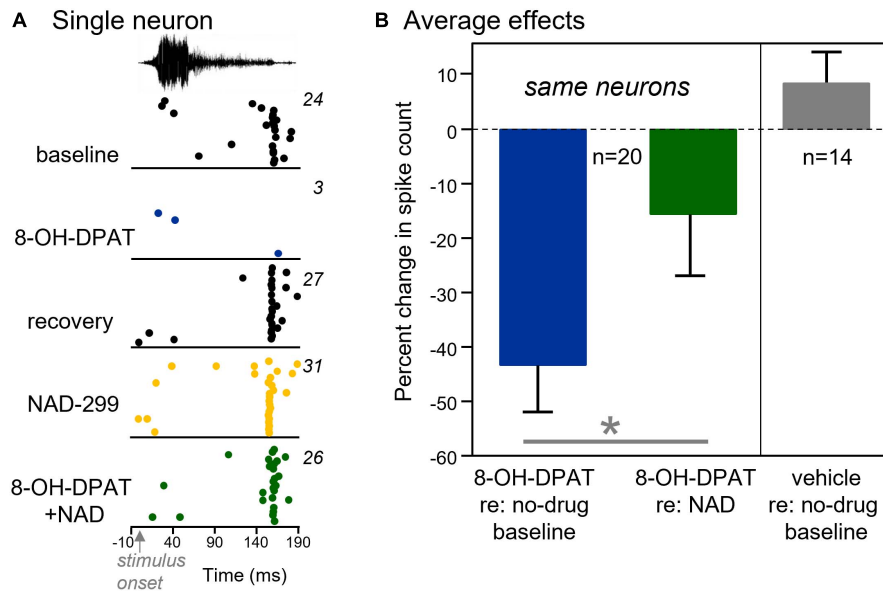 A Single neuron
24
baseline
3
8-OH-DPAT
27
recovery
31
NAD-299
26
8-OH-DPAT
+NAD
-10 40 90 140 190
stimulus
onset
Time (ms)
B Average effects
Percent change in spike count
10
0
-10
-20
-30
-40
-50
-60
same neurons
n=20
n=14
*
8-OH-DPAT
re: no-drug
baseline
8-OH-DPAT
re: NAD
vehicle
re: no-drug
baseline